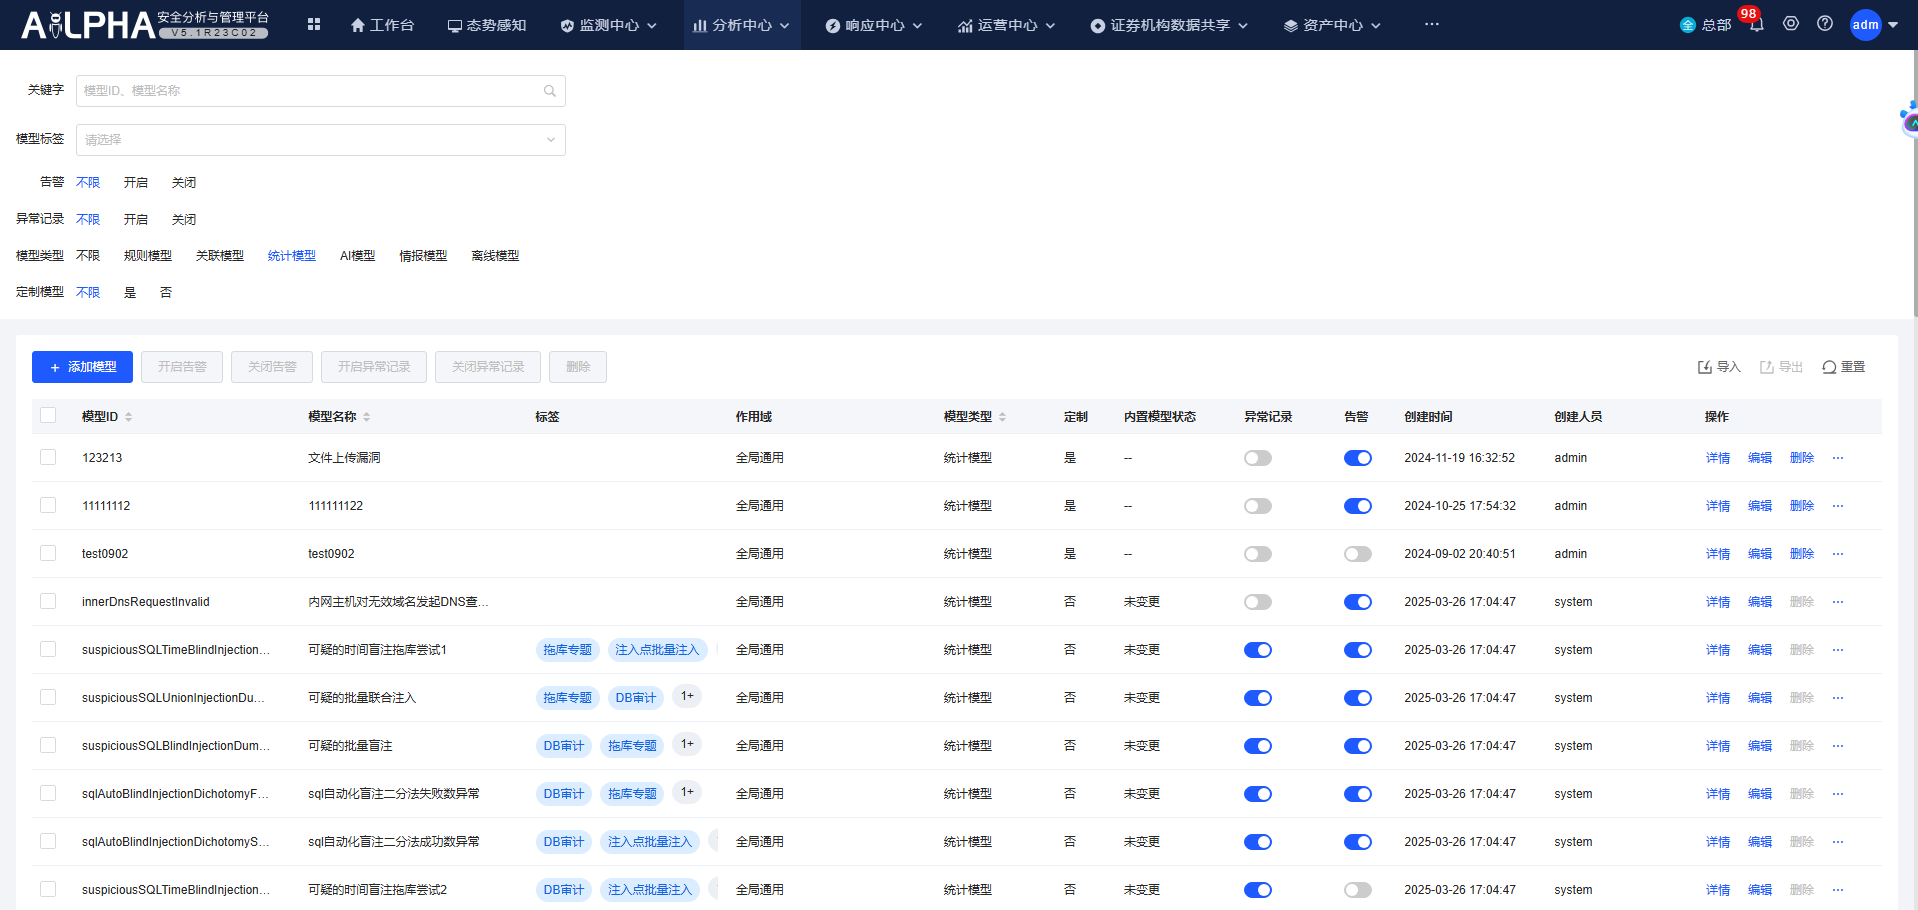 AiLPHA 安全分析与管理平台 V5.1R23C02 工作台 态势感知 监测中心 分析中心 响应中心 运营中心 证券机构数据共享 资产中心 ··· 全 总部 98 adm
关键字 模型ID、模型名称
模型标签 请选择
告警 不限 开启 关闭
异常记录 不限 开启 关闭
模型类型 不限 规则模型 关联模型 统计模型 AI模型 情报模型 离线模型
定制模型 不限 是 否
+ 添加模型 开启告警 关闭告警 开启异常记录 关闭异常记录 删除 导入 导出 重置
模型ID 模型名称 标签 作用域 模型类型 定制 内置模型状态 异常记录 告警 创建时间 创建人员 操作
123213 文件上传漏洞 全局通用 统计模型 是 -- 2024-11-19 16:32:52 admin 详情 编辑 删除 ···
11111112 111111122 全局通用 统计模型 是 -- 2024-10-25 17:54:32 admin 详情 编辑 删除 ···
test0902 test0902 全局通用 统计模型 是 -- 2024-09-02 20:40:51 admin 详情 编辑 删除 ···
innerDnsRequestInvalid 内网主机对无效域名发起DNS查... 全局通用 统计模型 否 未变更 2025-03-26 17:04:47 system 详情 编辑 删除 ···
suspiciousSQLTimeBlindInjection... 可疑的时间盲注拖库尝试1 拖库专题 注入点批量注入 全局通用 统计模型 否 未变更 2025-03-26 17:04:47 system 详情 编辑 删除 ···
suspiciousSQLUnionInjectionDu... 可疑的批量联合注入 拖库专题 DB审计 1+ 全局通用 统计模型 否 未变更 2025-03-26 17:04:47 system 详情 编辑 删除 ···
suspiciousSQLBlindInjectionDum... 可疑的批量盲注 DB审计 拖库专题 1+ 全局通用 统计模型 否 未变更 2025-03-26 17:04:47 system 详情 编辑 删除 ···
sqlAutoBlindInjectionDichotomyF... sql自动化盲注二分法失败数异常 DB审计 拖库专题 1+ 全局通用 统计模型 否 未变更 2025-03-26 17:04:47 system 详情 编辑 删除 ···
sqlAutoBlindInjectionDichotomyS... sql自动化盲注二分法成功数异常 DB审计 注入点批量注入 全局通用 统计模型 否 未变更 2025-03-26 17:04:47 system 详情 编辑 删除 ···
suspiciousSQLTimeBlindInjection... 可疑的时间盲注拖库尝试2 DB审计 注入点批量注入 全局通用 统计模型 否 未变更 2025-03-26 17:04:47 system 详情 编辑 删除 ···